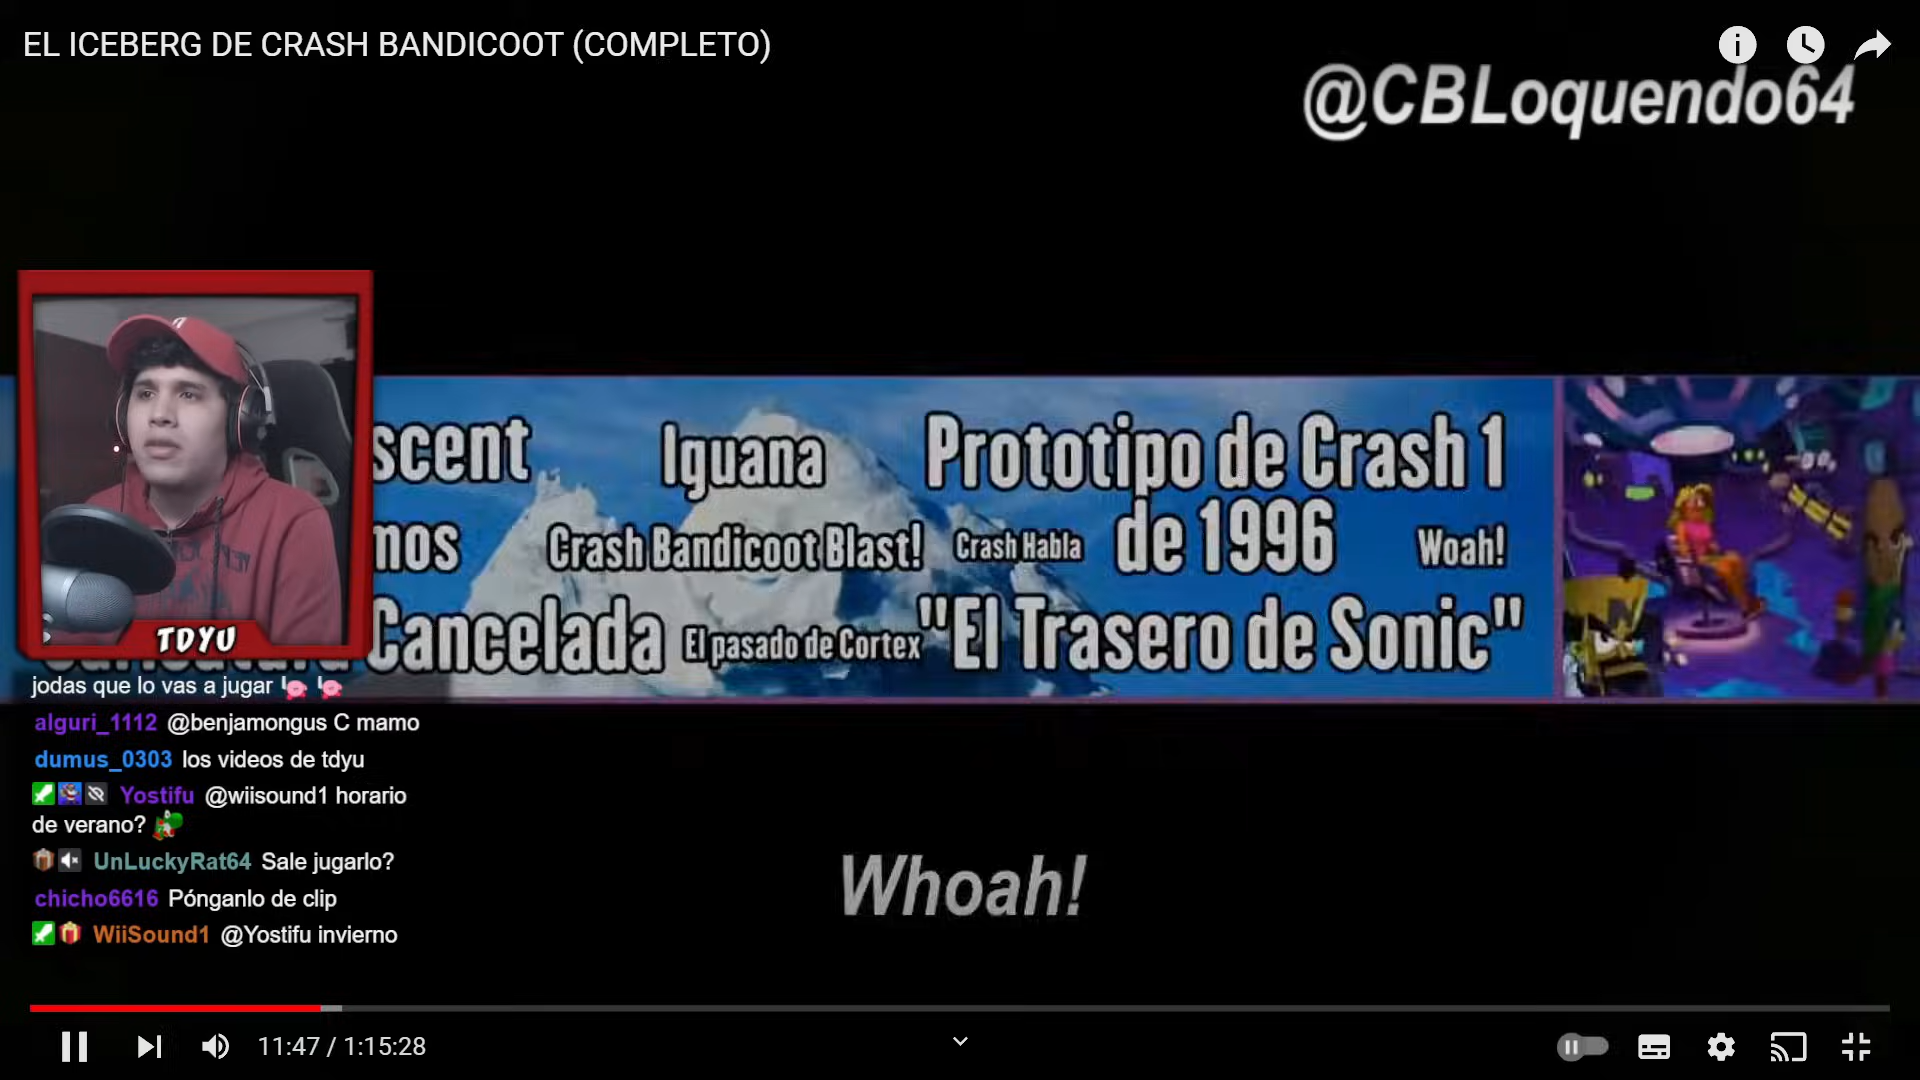 EL ICEBERG DE CRASH BANDICOOT (COMPLETO)
@CBLoquendo64
scent
Iguana
Prototipo de Crash 1
de 1996
mos
Crash Bandicoot Blast!
Crash Habla
Woah!
Cancelada
El pasado de Cortex
"El Trasero de Sonic"
TDYU
jodas que lo vas a jugar
alguri_1112 @benjamongus C mamo
dumus_0303 los videos de tdyu
Yostifu @wiisound1 horario
de verano?
UnLuckyRat64 Sale jugarlo?
chicho6616 Pónganlo de clip
WiiSound1 @Yostifu invierno
Whoah!
11:47 / 1:15:28